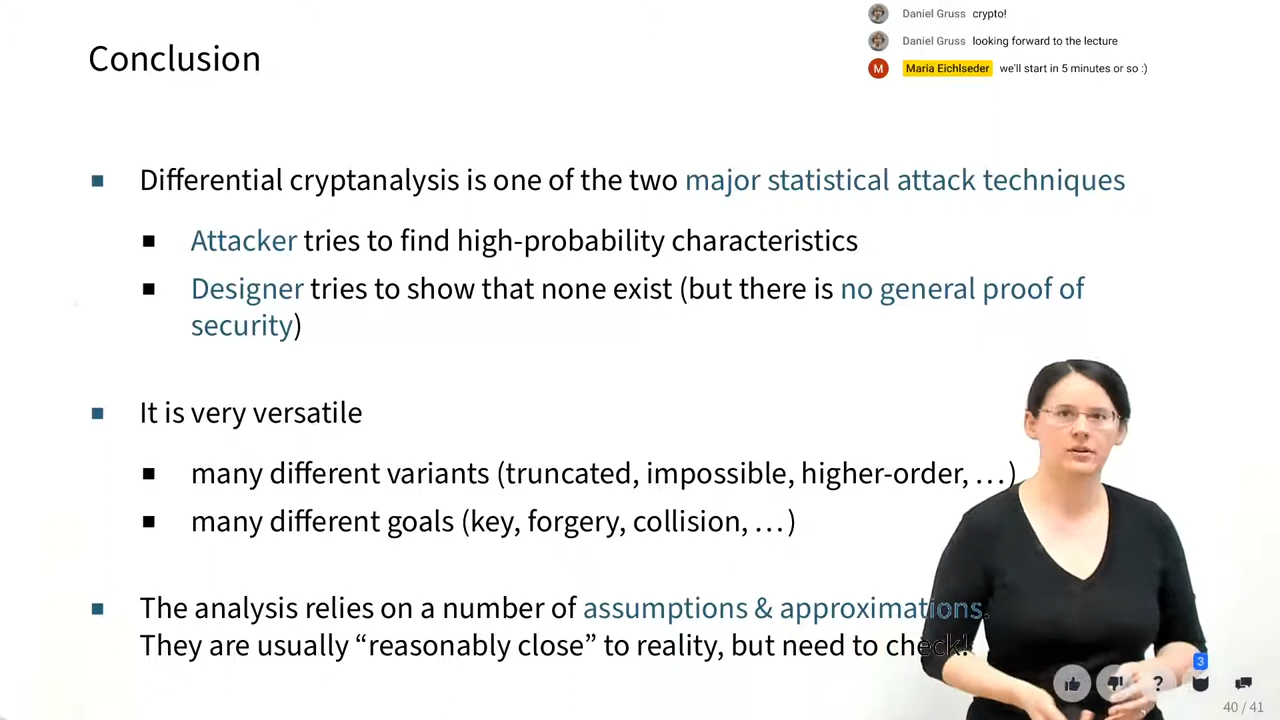 Daniel Gruss crypto!
Daniel Gruss looking forward to the lecture
M Maria Eichlseder we'll start in 5 minutes or so :)
Conclusion
Differential cryptanalysis is one of the two major statistical attack techniques
Attacker tries to find high-probability characteristics
Designer tries to show that none exist (but there is no general proof of
security)
It is very versatile
many different variants (truncated, impossible, higher-order, …)
many different goals (key, forgery, collision, …)
The analysis relies on a number of assumptions & approximations.
They are usually “reasonably close” to reality, but need to check!
3
?
40 / 41